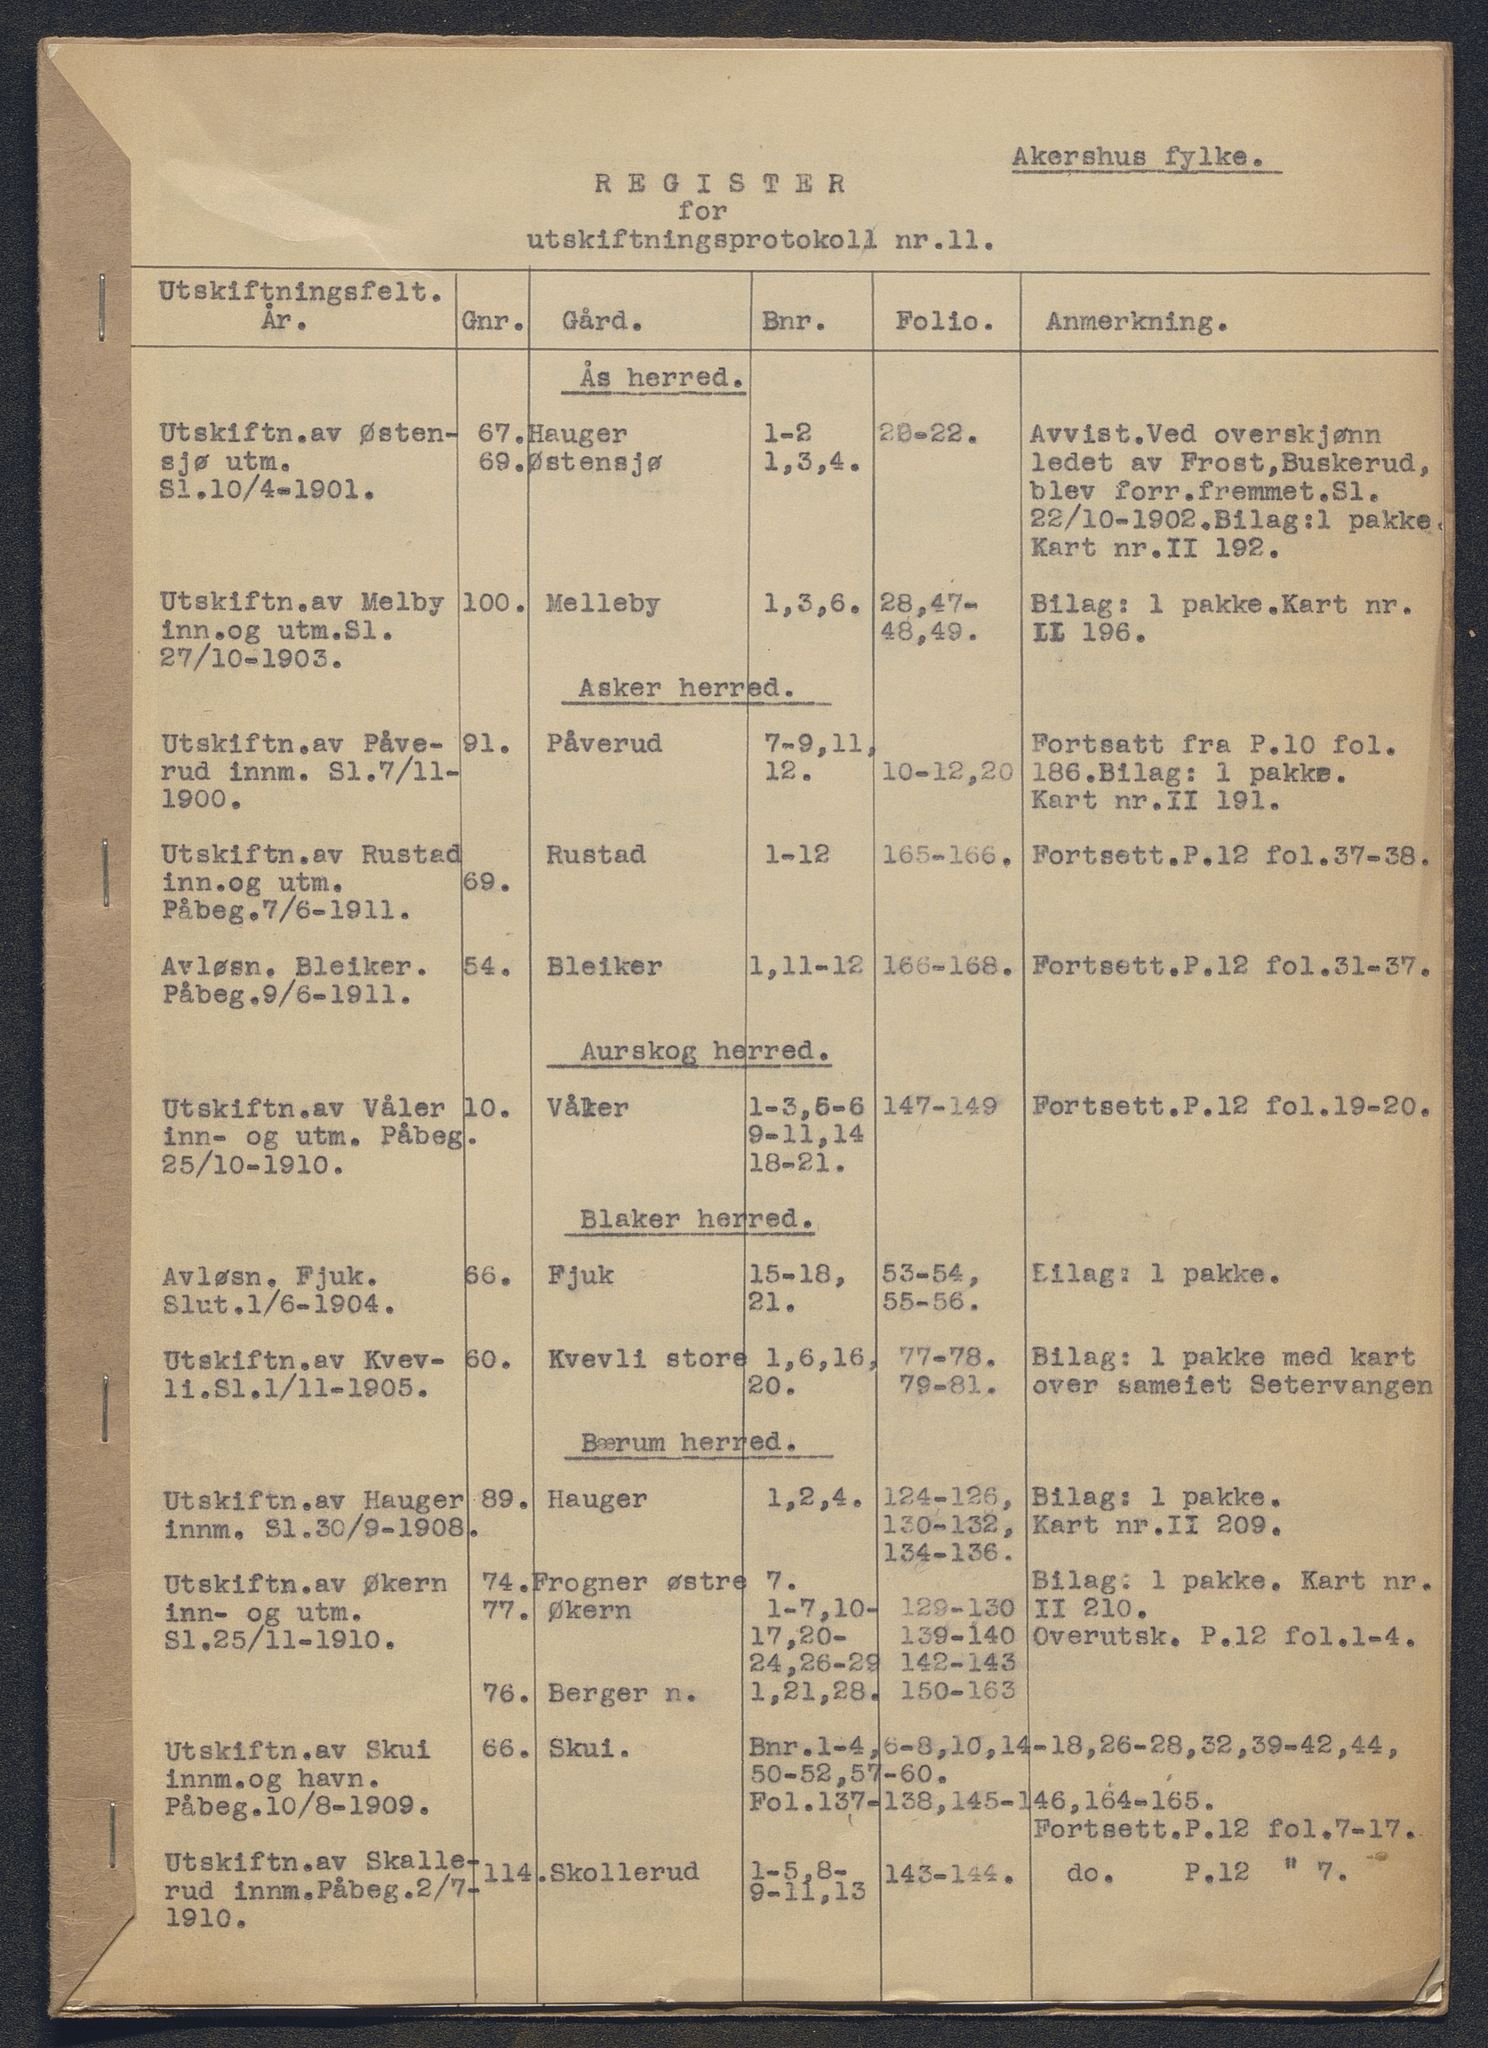 Akershus fylke.
R E G I S T E R
for
utskiftningsprotokoll nr.11.
Utskiftningsfelt.
År. Gnr. Gård. Bnr. Folio. Anmerkning.
Ås herred.
Utskiftn.av Østen- 67.Hauger 1-2 20-22. Avvist.Ved overskjønn
sjø utm. 69.Østensjø 1,3,4. ledet av Frost,Buskerud,
Sl.10/4-1901. blev forr.fremmet.Sl.
22/10-1902.Bilag:1 pakke.
Kart nr.II 192.
Utskiftn.av Melby 100. Melleby 1,3,6. 28,47- Bilag: 1 pakke.Kart nr.
inn.og utm.Sl. 48,49. II 196.
27/10-1903.
Asker herred.
Utskiftn.av Påve- 91. Påverud 7-9,11, Fortsatt fra P.10 fol.
rud innm. Sl.7/11- 12. 10-12,20 186.Bilag: 1 pakke.
1900. Kart nr.II 191.
Utskiftn.av Rustad Rustad 1-12 165-166. Fortsett.P.12 fol.37-38.
inn.og utm. 69.
Påbeg.7/6-1911.
Avløsn. Bleiker. 54. Bleiker 1,11-12 166-168. Fortsett.P.12 fol.31-37.
Påbeg.9/6-1911.
Aurskog herred.
Utskiftn.av Våler 10. Våler 1-3,5-6 147-149 Fortsett.P.12 fol.19-20.
inn- og utm. Påbeg. 9-11,14
25/10-1910. 18-21.
Blaker herred.
Avløsn. Fjuk. 66. Fjuk 15-18, 53-54, Bilag: 1 pakke.
Slut.1/6-1904. 21. 55-56.
Utskiftn.av Kvev- 60. Kvevli store 1,6,16, 77-78. Bilag: 1 pakke med kart
li.Sl.1/11-1905. 20. 79-81. over sameiet Setervangen
Bærum herred.
Utskiftn.av Hauger 89. Hauger 1,2,4. 124-126, Bilag: 1 pakke.
innm. Sl.30/9-1908. 130-132, Kart nr.II 209.
134-136.
Utskiftn.av Økern 74.Frogner østre 7. Bilag: 1 pakke. Kart nr.
inn- og utm. 77. Økern 1-7,10- 129-130 II 210.
Sl.25/11-1910. 17,20- 139-140 Overutsk. P.12 fol.1-4.
24,26-29 142-143
76. Berger n. 1,21,28. 150-163
Utskiftn.av Skui 66. Skui. Bnr.1-4,6-8,10,14-18,26-28,32,39-42,44,
innm.og havn. 50-52,57-60.
Påbeg.10/8-1909. Fol.137-138,145-146,164-165.
Fortsett.P.12 fol.7-17.
Utskiftn.av Skalle- 114.Skollerud 1-5,8- 143-144. do. P.12 " 7.
rud innm.Påbeg.2/7- 9-11,13
1910.